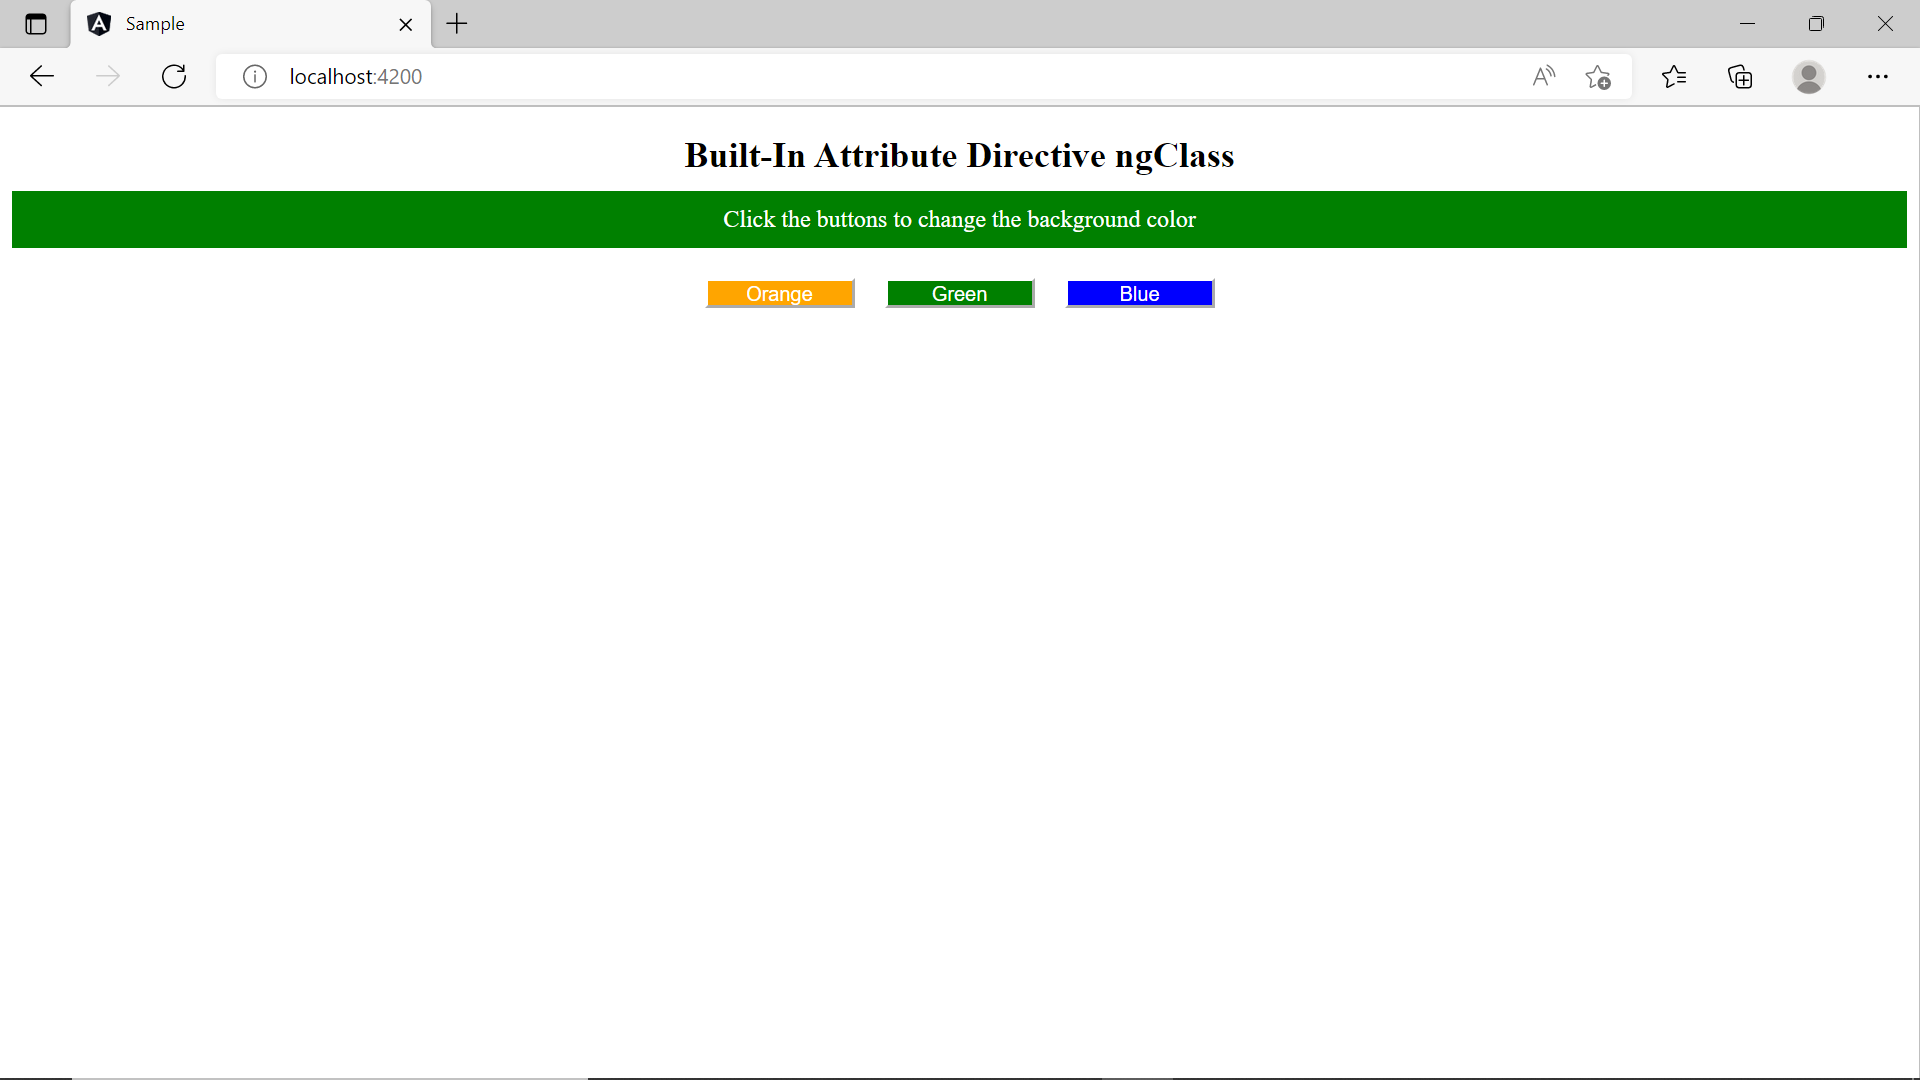 Sample
localhost:4200
Built-In Attribute Directive ngClass
Click the buttons to change the background color
Orange Green Blue